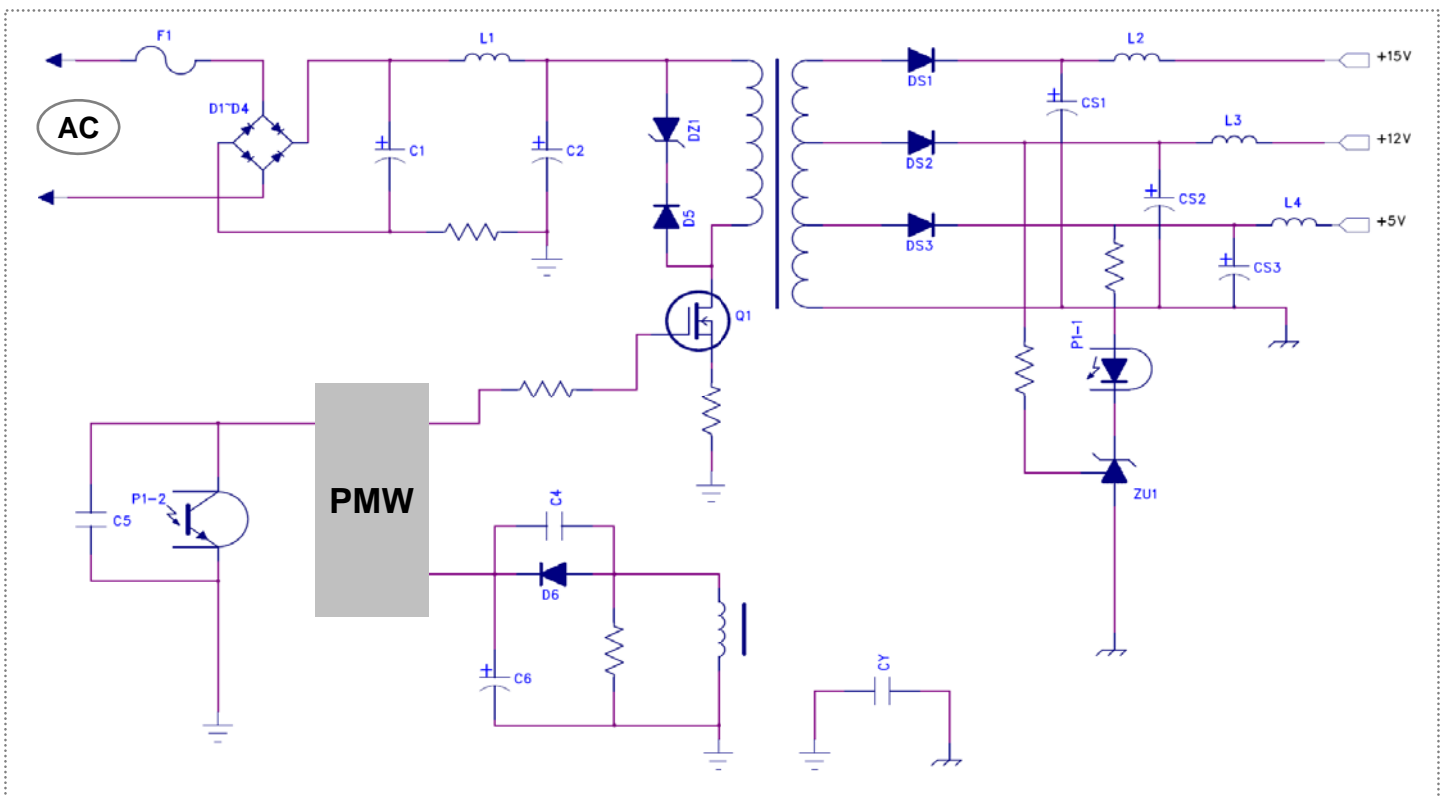 F1
L1
L2
+15V
DS1
CS1
AC
D1~D4
C1
C2
DZ1
DS2
L3
+12V
CS2
D5
DS3
L4
+5V
CS3
Q1
P1-1
ZU1
PMW
P1-2
C5
C4
D6
C6
CY